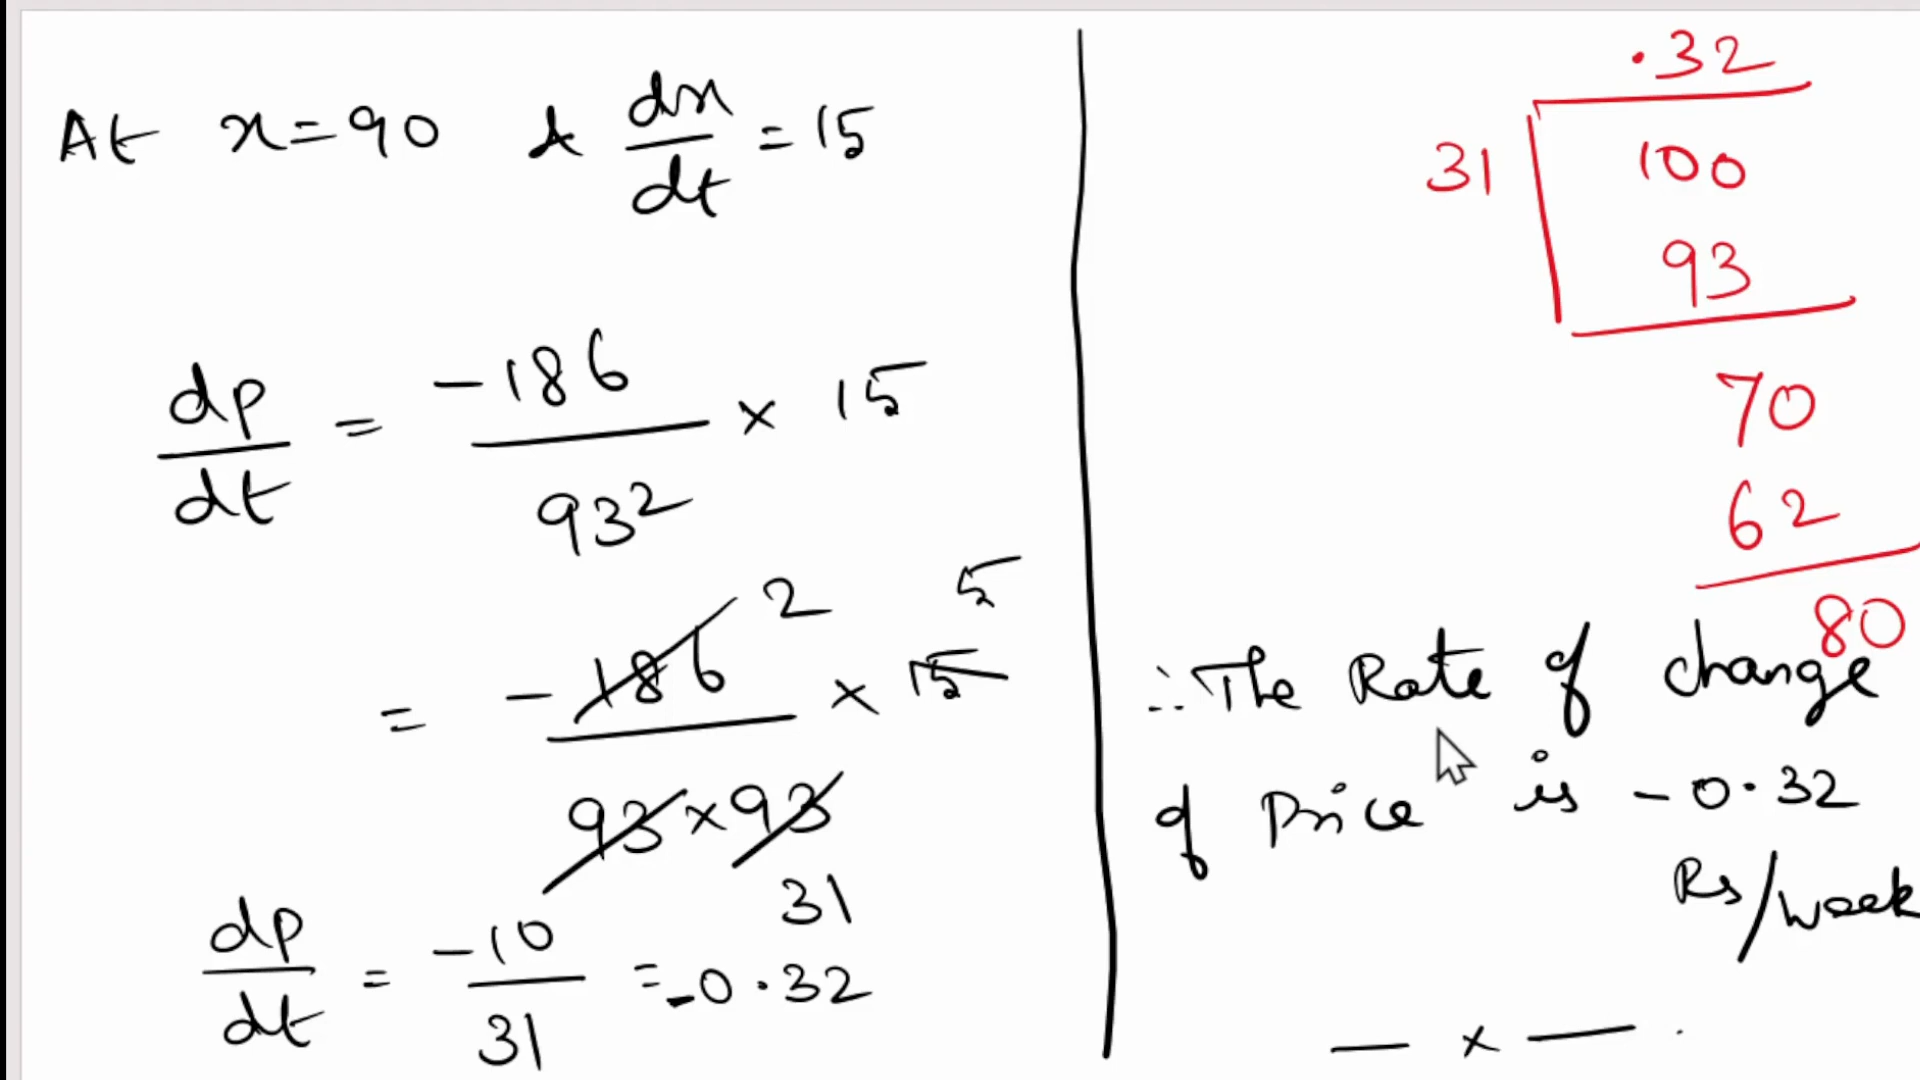 At x=90 & dx/dt = 15
dp/dt = -186/93² × 15
= -186 2/93×93 31 × 15 5
dp/dt = -10/31 = -0.32
.32
31 100
93
70
62
80
∴ The Rate of change
of Price is -0.32
Rs/week
— x — .